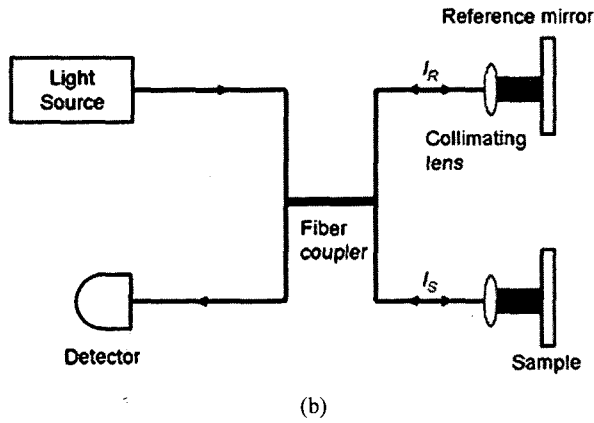 Reference mirror
Light
Source
I_R
Collimating
lens
Fiber
coupler
I_S
Detector
Sample
(b)